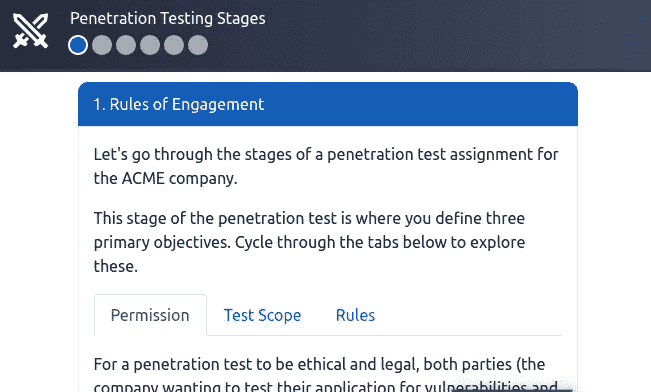 Penetration Testing Stages
1. Rules of Engagement
Let's go through the stages of a penetration test assignment for
the ACME company.
This stage of the penetration test is where you define three
primary objectives. Cycle through the tabs below to explore
these.
Permission Test Scope Rules
For a penetration test to be ethical and legal, both parties (the
company wanting to test their application for vulnerabilities and